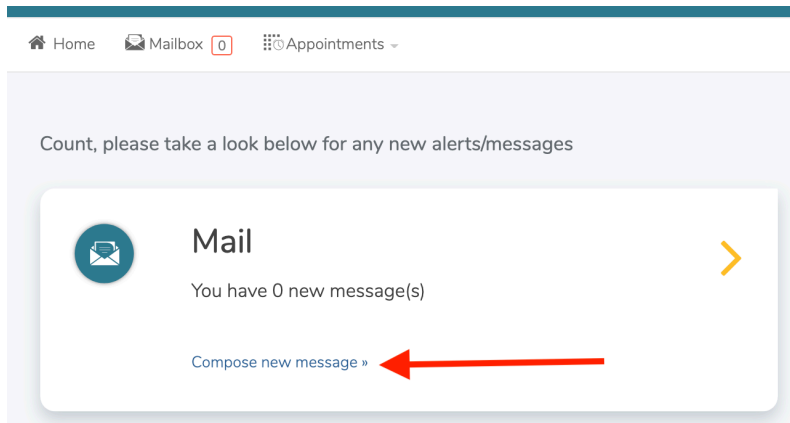 Home Mailbox 0 Appointments
Count, please take a look below for any new alerts/messages
Mail
You have 0 new message(s)
Compose new message »